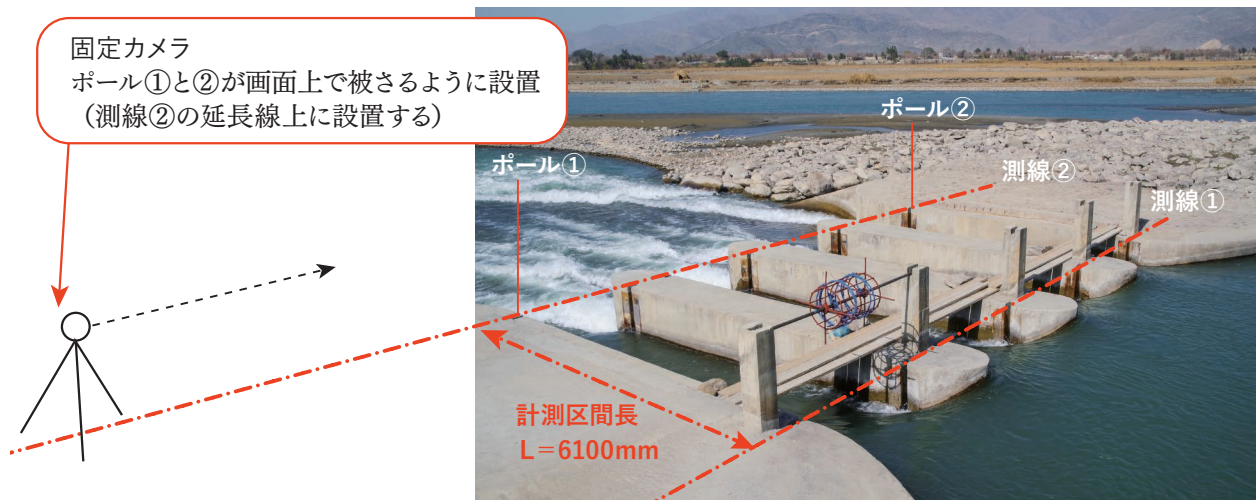 固定カメラ
ポール①と②が画面上で被さるように設置
（測線②の延長線上に設置する）
ポール②
ポール①
測線②
測線①
計測区間長
L＝6100mm